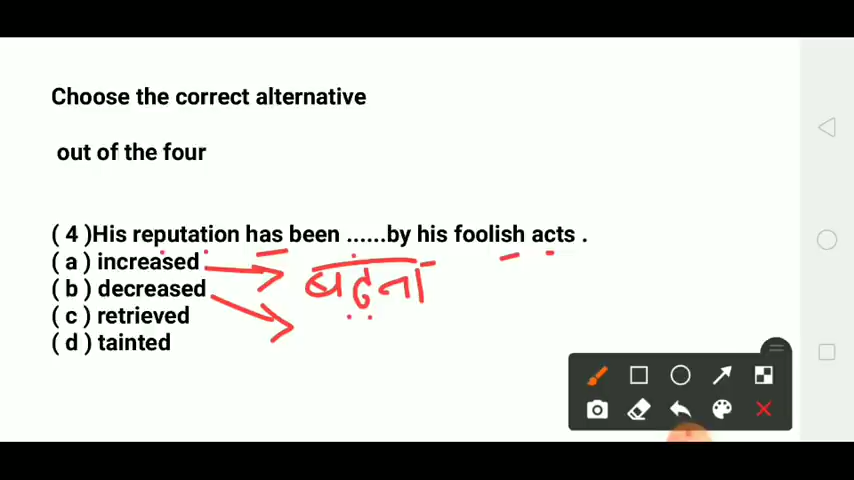 Choose the correct alternative
out of the four
( 4 )His reputation has been ......by his foolish acts .
( a ) increased
बढ़ना
( b ) decreased
( c ) retrieved
( d ) tainted